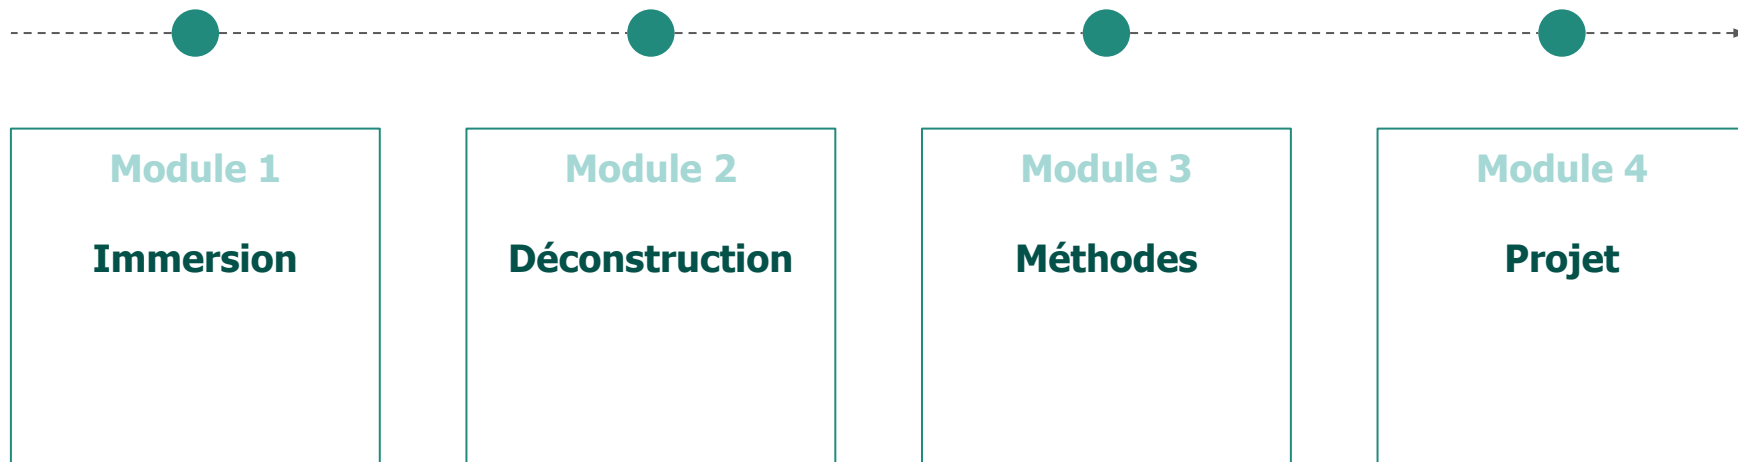 Module 1
Immersion
Module 2
Déconstruction
Module 3
Méthodes
Module 4
Projet